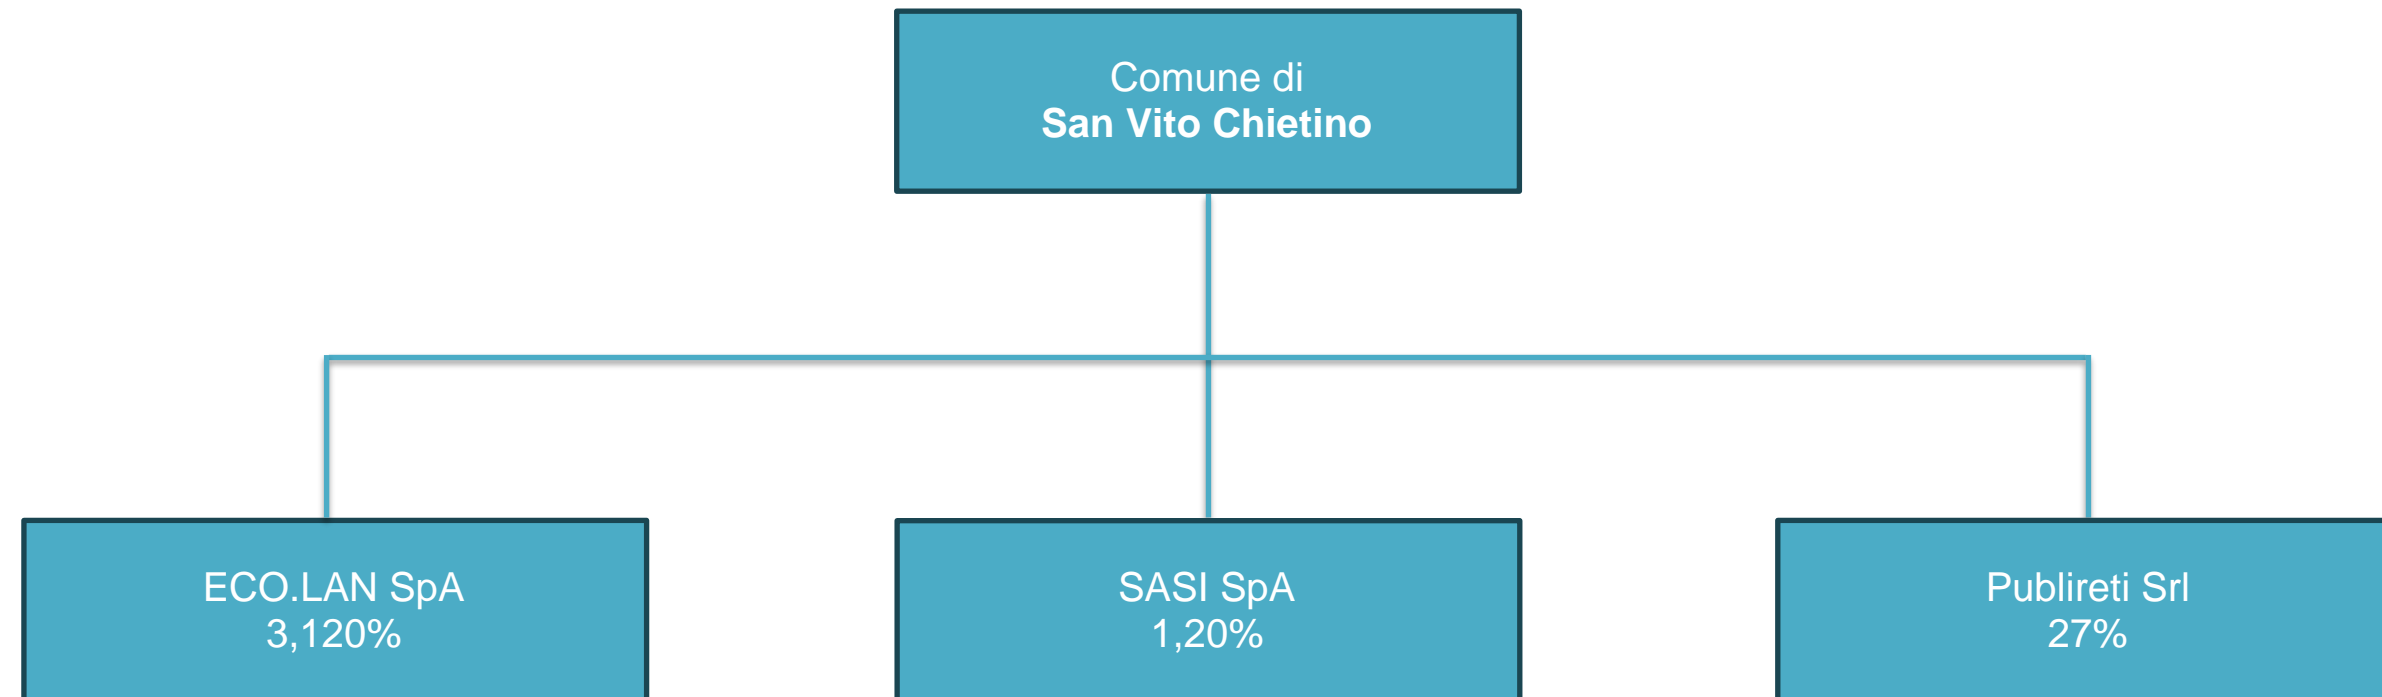 Comune di
San Vito Chietino
ECO.LAN SpA
3,120%
SASI SpA
1,20%
Publireti Srl
27%